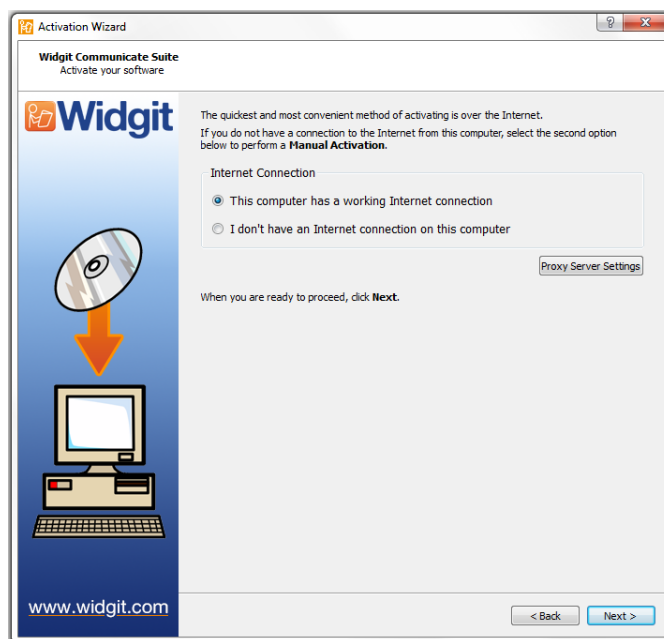 Activation Wizard
Widgit Communicate Suite
Activate your software
Widgit
The quickest and most convenient method of activating is over the Internet.
If you do not have a connection to the Internet from this computer, select the second option
below to perform a Manual Activation.
Internet Connection
This computer has a working Internet connection
I don't have an Internet connection on this computer
Proxy Server Settings
When you are ready to proceed, click Next.
www.widgit.com
< Back
Next >